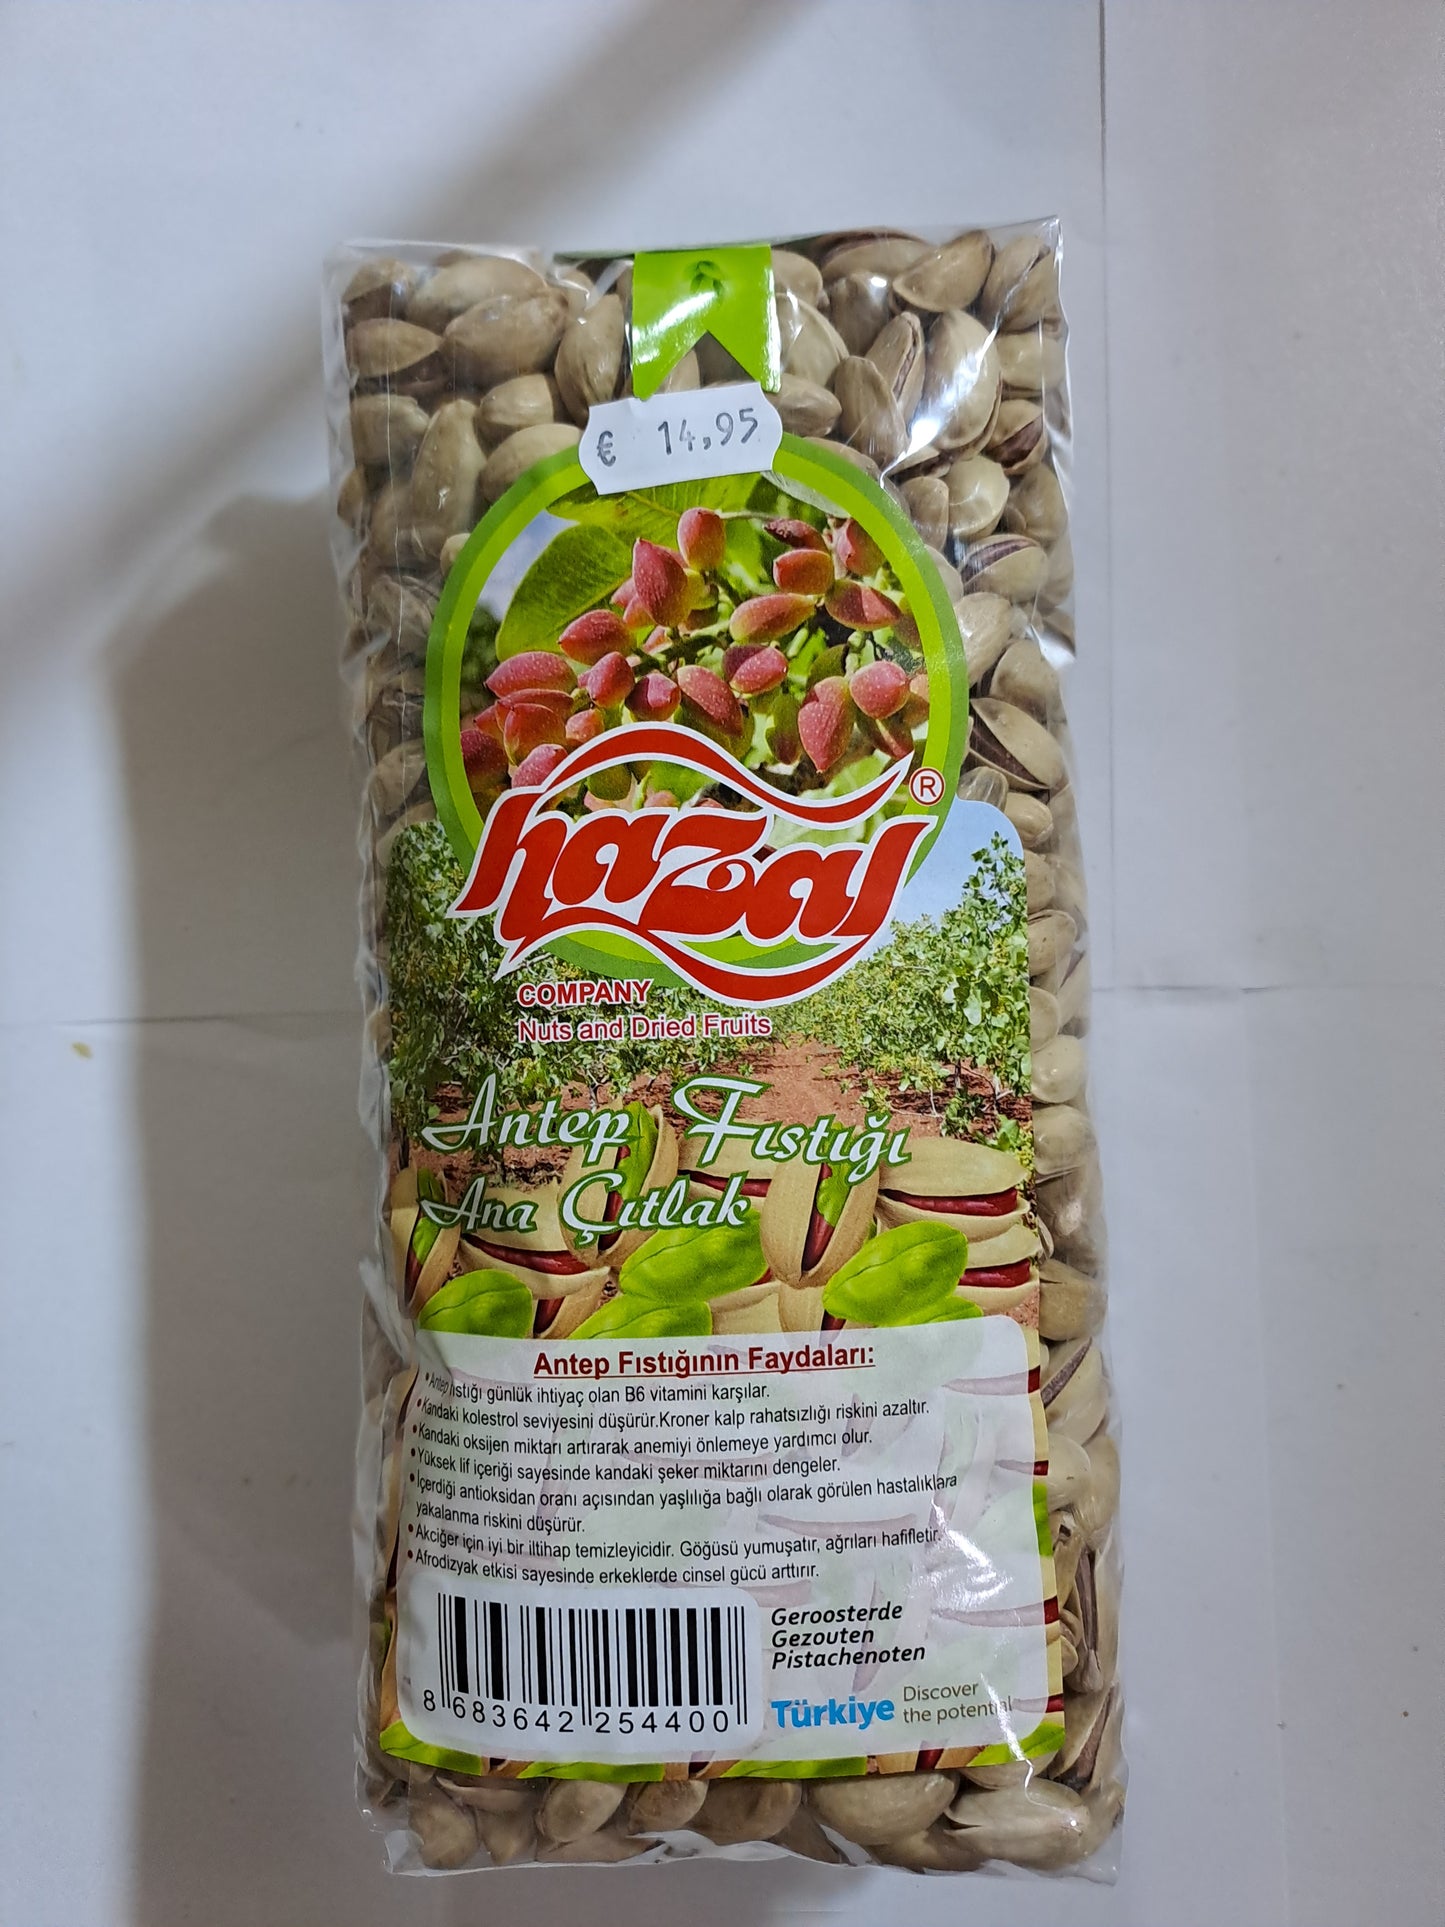 € 14,95
hazal®
COMPANY
Nuts and Dried Fruits
Antep Fıstığı
Ana Çıtlak
Antep Fıstığının Faydaları:
•Antep fıstığı günlük ihtiyaç olan B6 vitamini karşılar.
•Kandaki kolestrol seviyesini düşürür.Kroner kalp rahatsızlığı riskini azaltır.
•Kandaki oksijen miktarı artırarak anemiyi önlemeye yardımcı olur.
•Yüksek lif içeriği sayesinde kandaki şeker miktarını dengeler.
•İçerdiği antioksidan oranı açısından yaşlılığa bağlı olarak görülen hastalıklara
yakalanma riskini düşürür.
•Akciğer için iyi bir iltihap temizleyicidir. Göğüsü yumuşatır, ağrıları hafifletir.
•Afrodizyak etkisi sayesinde erkeklerde cinsel gücü arttırır.
Geroosterde
Gezouten
Pistachenoten
8 683642 254400
Türkiye Discover
the potential